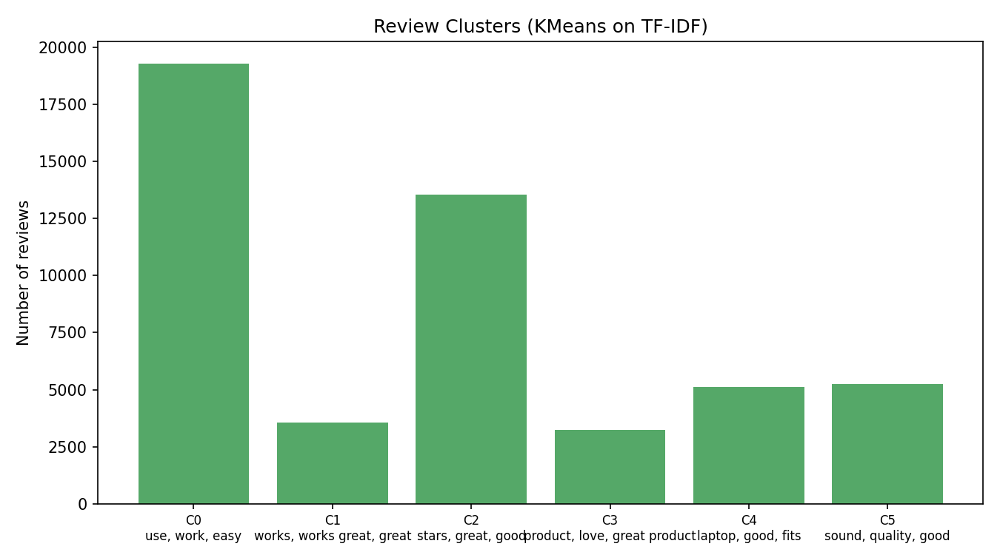 Review Clusters (KMeans on TF-IDF)
Number of reviews
20000
17500
15000
12500
10000
7500
5000
2500
0
C0
use, work, easy
C1
works, works great, great
C2
stars, great, good
C3
product, love, great product
C4
laptop, good, fits
C5
sound, quality, good